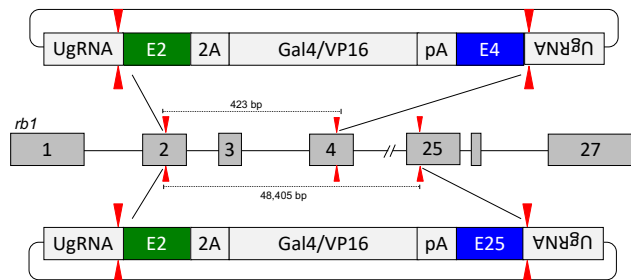 UgRNA E2 2A Gal4/VP16 pA E4 UgRNA
423 bp
rb1
1 2 3 4 // 25 27
48,405 bp
UgRNA E2 2A Gal4/VP16 pA E25 UgRNA